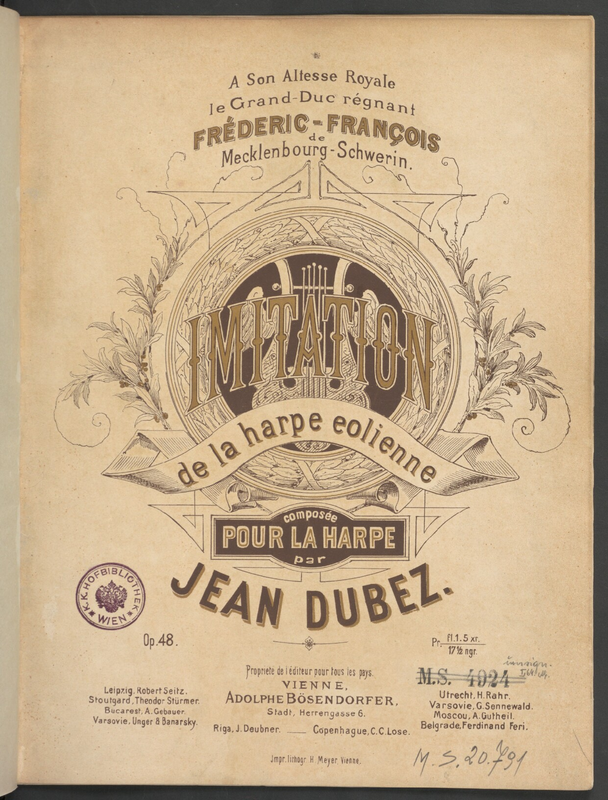 A Son Altesse Royale
le Grand-Duc régnant
FRÉDERIC-FRANÇOIS
de
Mecklenbourg-Schwerin.
IMITATION
de la harpe eolienne
composée
POUR LA HARPE
par
JEAN DUBEZ.
K.K. HOFBIBLIOTHEK WIEN
Op. 48.
Pr. fl. 1. 5 xr.
17½ ngr.
Propriété de l'éditeur pour tous les pays.
VIENNE,
ADOLPHE BÖSENDORFER,
Stadt, Herrengasse 6.
Riga, J. Deubner. — Copenhague, C.C. Lose.
Leipzig, Robert Seitz.
Stoutgard, Theodor Stürmer.
Bucarest, A. Gebauer.
Varsovie, Unger & Banarsky.
M.S. 4924
Utrecht, H. Rahr.
Varsovie, G. Sennewald.
Moscou, A. Gutheil.
Belgrade, Ferdinand Feri.
Impr. lithogr. H. Meyer, Vienne.
M.S. 20.791